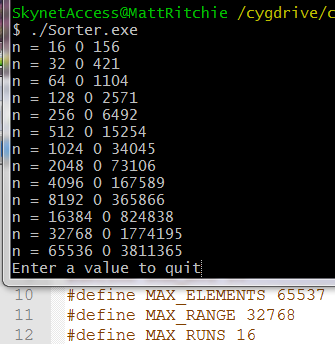 SkynetAccess@MattRitchie /cygdrive/c
$ ./Sorter.exe
n = 16 0 156
n = 32 0 421
n = 64 0 1104
n = 128 0 2571
n = 256 0 6492
n = 512 0 15254
n = 1024 0 34045
n = 2048 0 73106
n = 4096 0 167589
n = 8192 0 365866
n = 16384 0 824838
n = 32768 0 1774195
n = 65536 0 3811365
Enter a value to quit
10 #define MAX_ELEMENTS 65537
11 #define MAX_RANGE 32768
12 #define MAX_RUNS 16